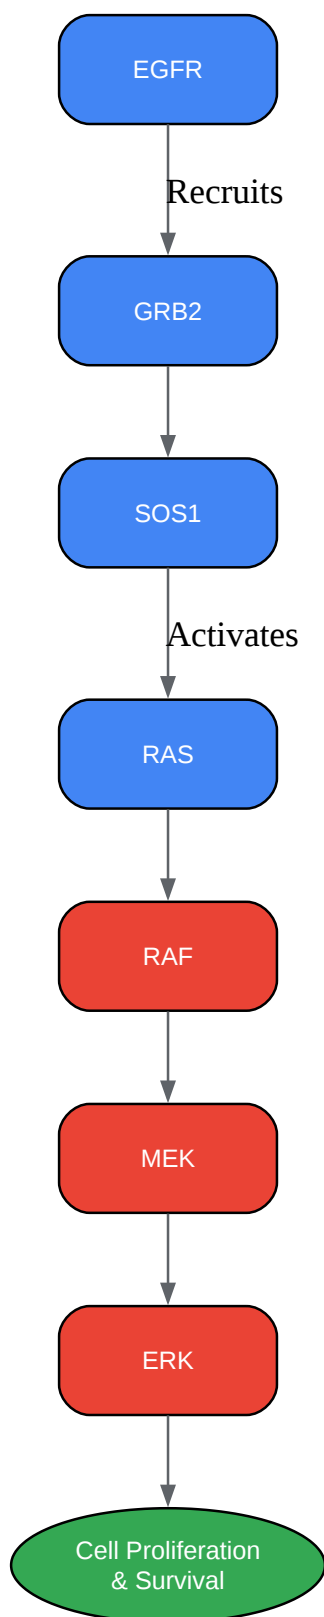 EGFR
Recruits
GRB2
SOS1
Activates
RAS
RAF
MEK
ERK
Cell Proliferation
& Survival